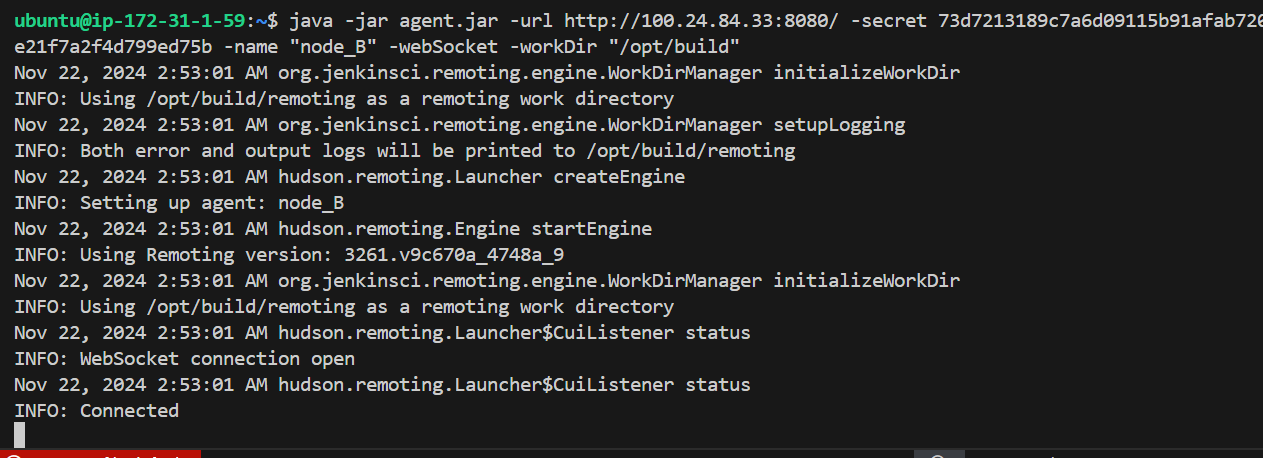 ubuntu@ip-172-31-1-59:~$ java -jar agent.jar -url http://100.24.84.33:8080/ -secret 73d7213189c7a6d09115b91afab720
e21f7a2f4d799ed75b -name "node_B" -webSocket -workDir "/opt/build"
Nov 22, 2024 2:53:01 AM org.jenkinsci.remoting.engine.WorkDirManager initializeWorkDir
INFO: Using /opt/build/remoting as a remoting work directory
Nov 22, 2024 2:53:01 AM org.jenkinsci.remoting.engine.WorkDirManager setupLogging
INFO: Both error and output logs will be printed to /opt/build/remoting
Nov 22, 2024 2:53:01 AM hudson.remoting.Launcher createEngine
INFO: Setting up agent: node_B
Nov 22, 2024 2:53:01 AM hudson.remoting.Engine startEngine
INFO: Using Remoting version: 3261.v9c670a_4748a_9
Nov 22, 2024 2:53:01 AM org.jenkinsci.remoting.engine.WorkDirManager initializeWorkDir
INFO: Using /opt/build/remoting as a remoting work directory
Nov 22, 2024 2:53:01 AM hudson.remoting.Launcher$CuiListener status
INFO: WebSocket connection open
Nov 22, 2024 2:53:01 AM hudson.remoting.Launcher$CuiListener status
INFO: Connected